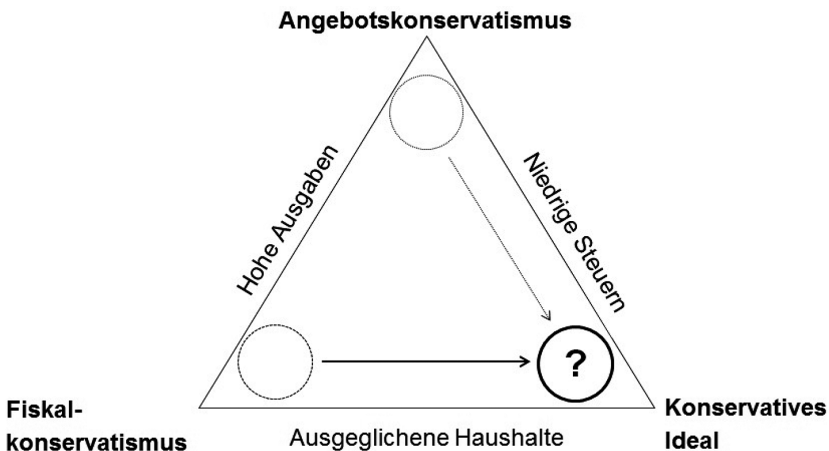 Angebotskonservatismus
Hohe Ausgaben
Niedrige Steuern
?
Fiskal-
konservatismus
Ausgeglichene Haushalte
Konservatives
Ideal